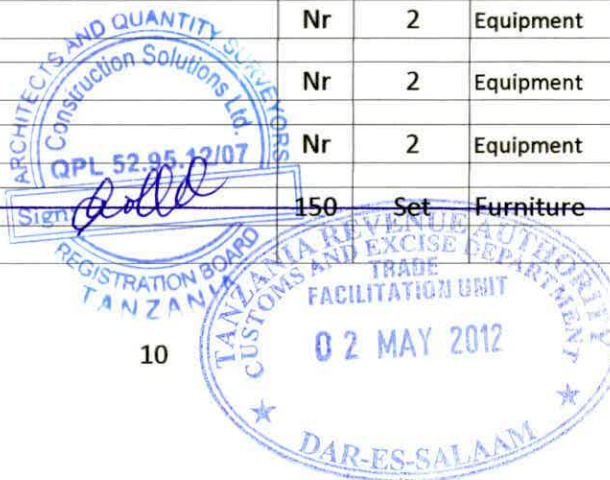 Nr 2 Equipment
Nr 2 Equipment
Nr 2 Equipment
150 Set Furniture
ARCHITECTS AND QUANTITY SURVEYORS
Construction Solutions Ltd.
QPL 52.95.12/07
Sign
REGISTRATION BOARD
TANZANIA
10
TANZANIA REVENUE AUTHORITY
CUSTOMS AND EXCISE DEPARTMENT
TRADE
FACILITATION UNIT
02 MAY 2012
DAR-ES-SALAAM